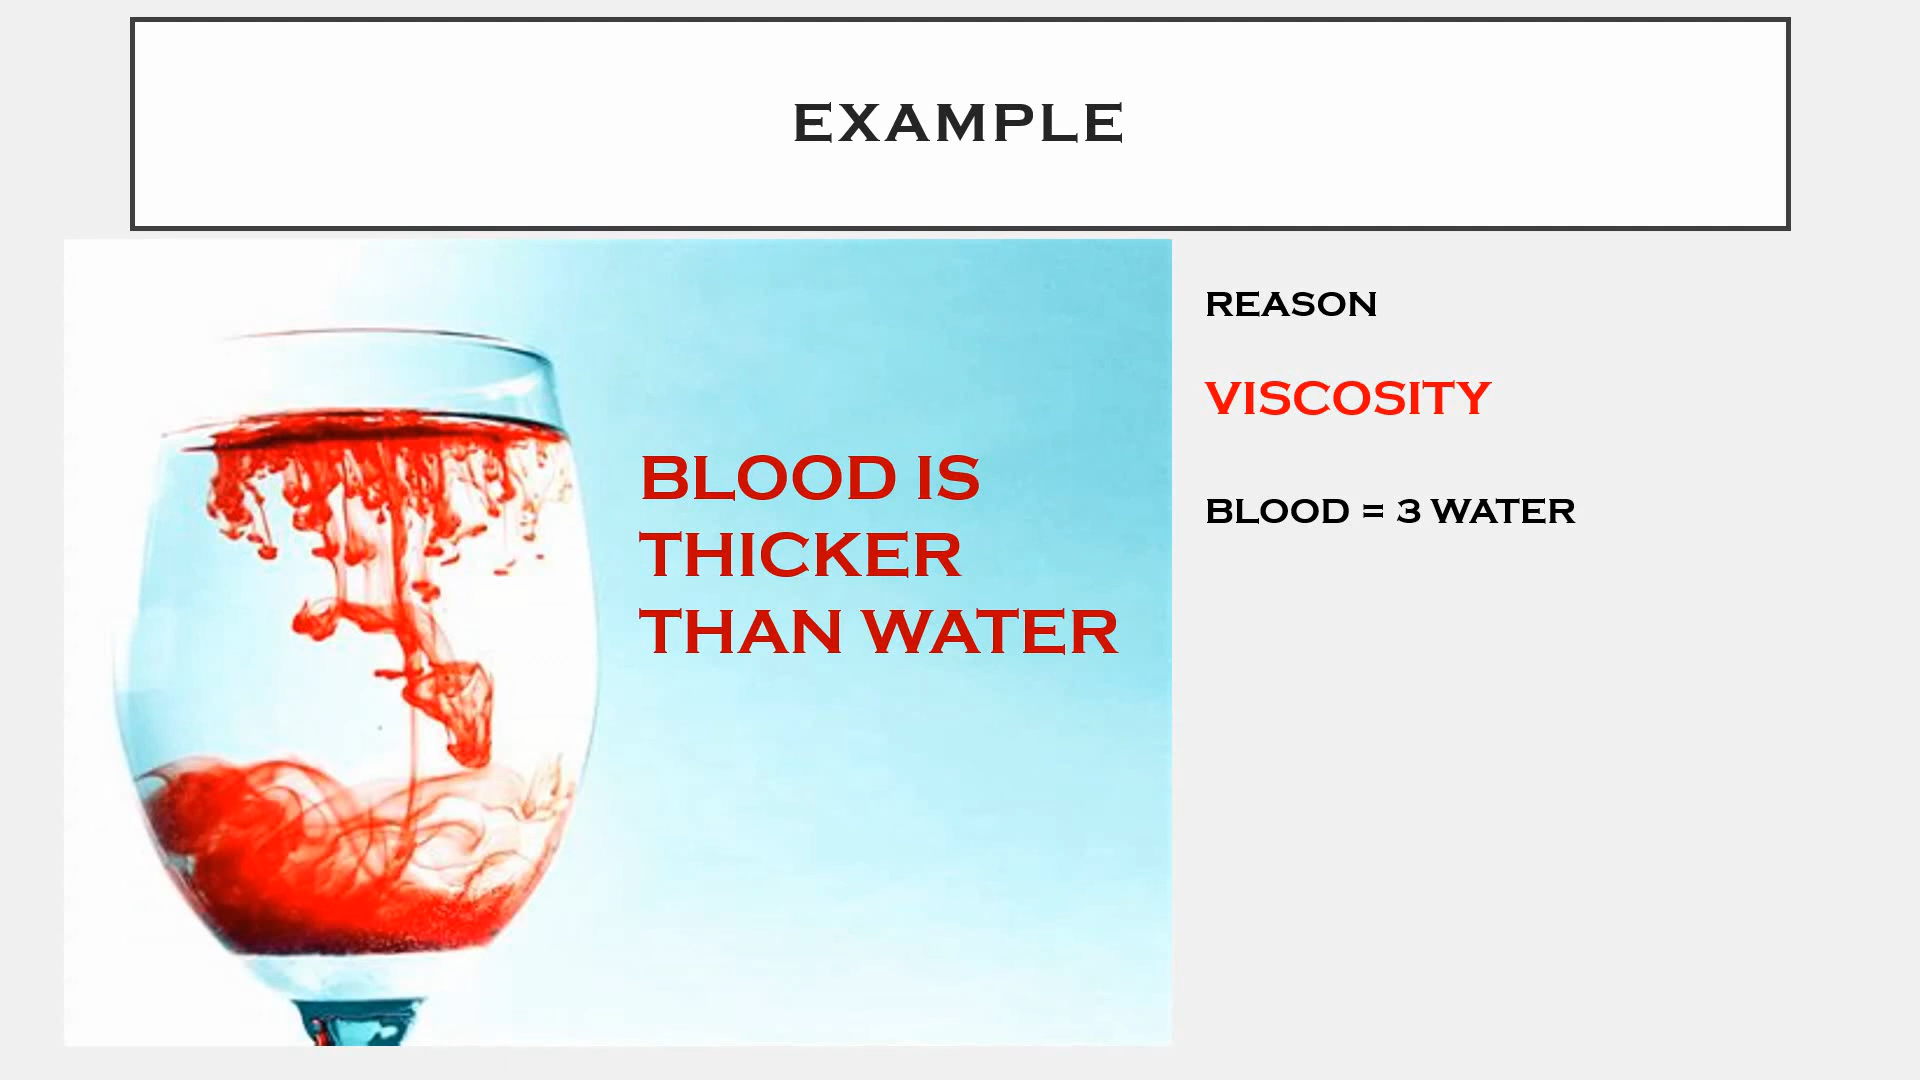 EXAMPLE
BLOOD IS
THICKER
THAN WATER
REASON
VISCOSITY
BLOOD = 3 WATER